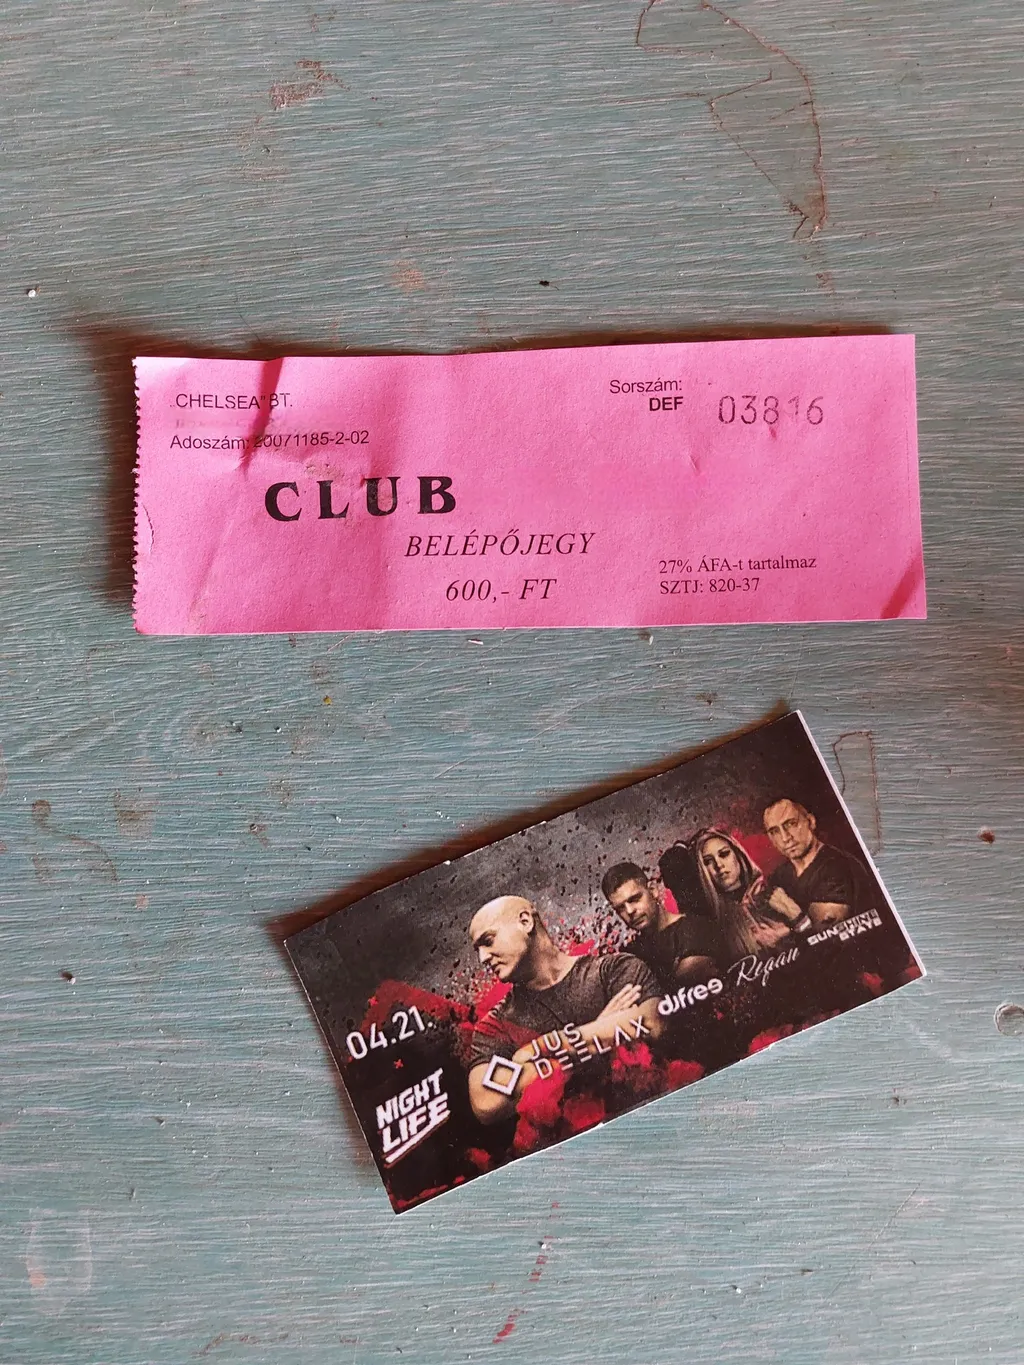 „CHELSEA” BT.
Adoszám: 20071185-2-02
Sorszám:
DEF 03816
CLUB
BELÉPŐJEGY
600,- FT
27% ÁFA-t tartalmaz
SZTJ: 820-37
04.21.
NIGHT
LIFE
JUS
DEELAX
djfree
Regan
SUNSHINE
STATE